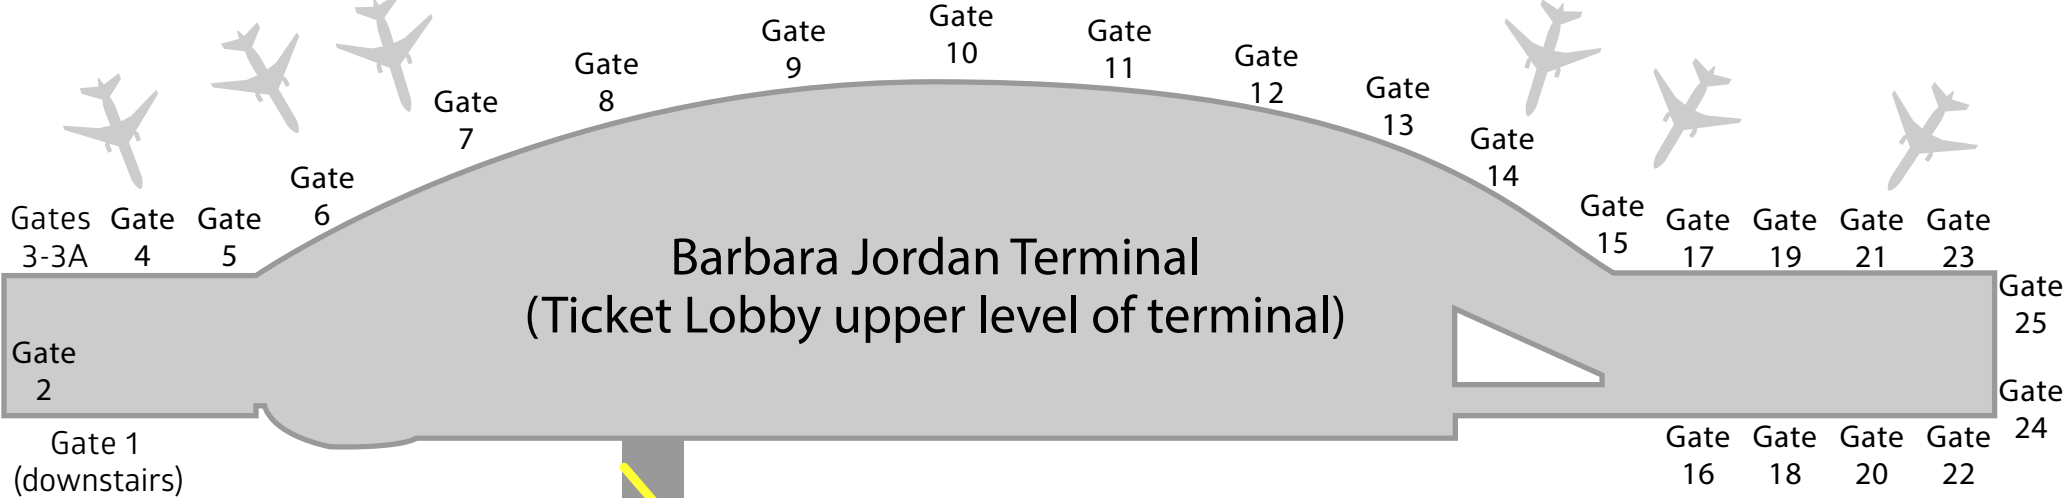 Gate
10
Gate
9
Gate
11
Gate
12
Gate
8
Gate
13
Gate
7
Gate
14
Gate
6
Gate
15
Gates
3-3A
Gate
4
Gate
5
Gate
17
Gate
19
Gate
21
Gate
23
Barbara Jordan Terminal
(Ticket Lobby upper level of terminal)
Gate
25
Gate
2
Gate
24
Gate 1
(downstairs)
Gate
16
Gate
18
Gate
20
Gate
22